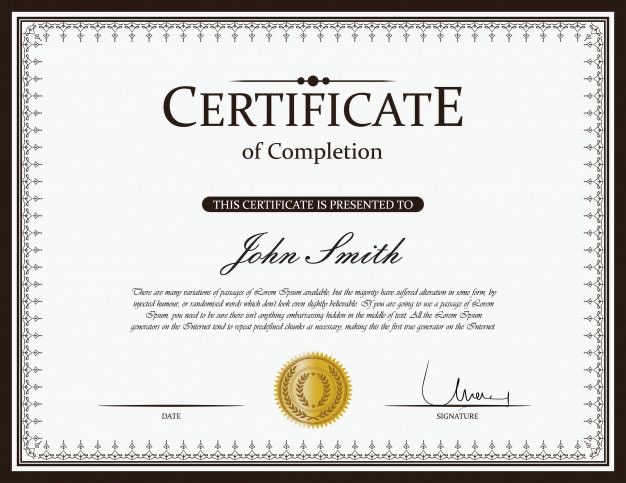 CERTIFICATE
of Completion
THIS CERTIFICATE IS PRESENTED TO
John Smith
There are many variations of passages of Lorem Ipsum available, but the majority have suffered alteration in some form, by
injected humour, or randomised words which don't look even slightly believable. If you are going to use a passage of Lorem
Ipsum, you need to be sure there isn't anything embarrassing hidden in the middle of text. All the Lorem Ipsum
generators on the Internet tend to repeat predefined chunks as necessary, making this the first true generator on the Internet.
DATE
SIGNATURE